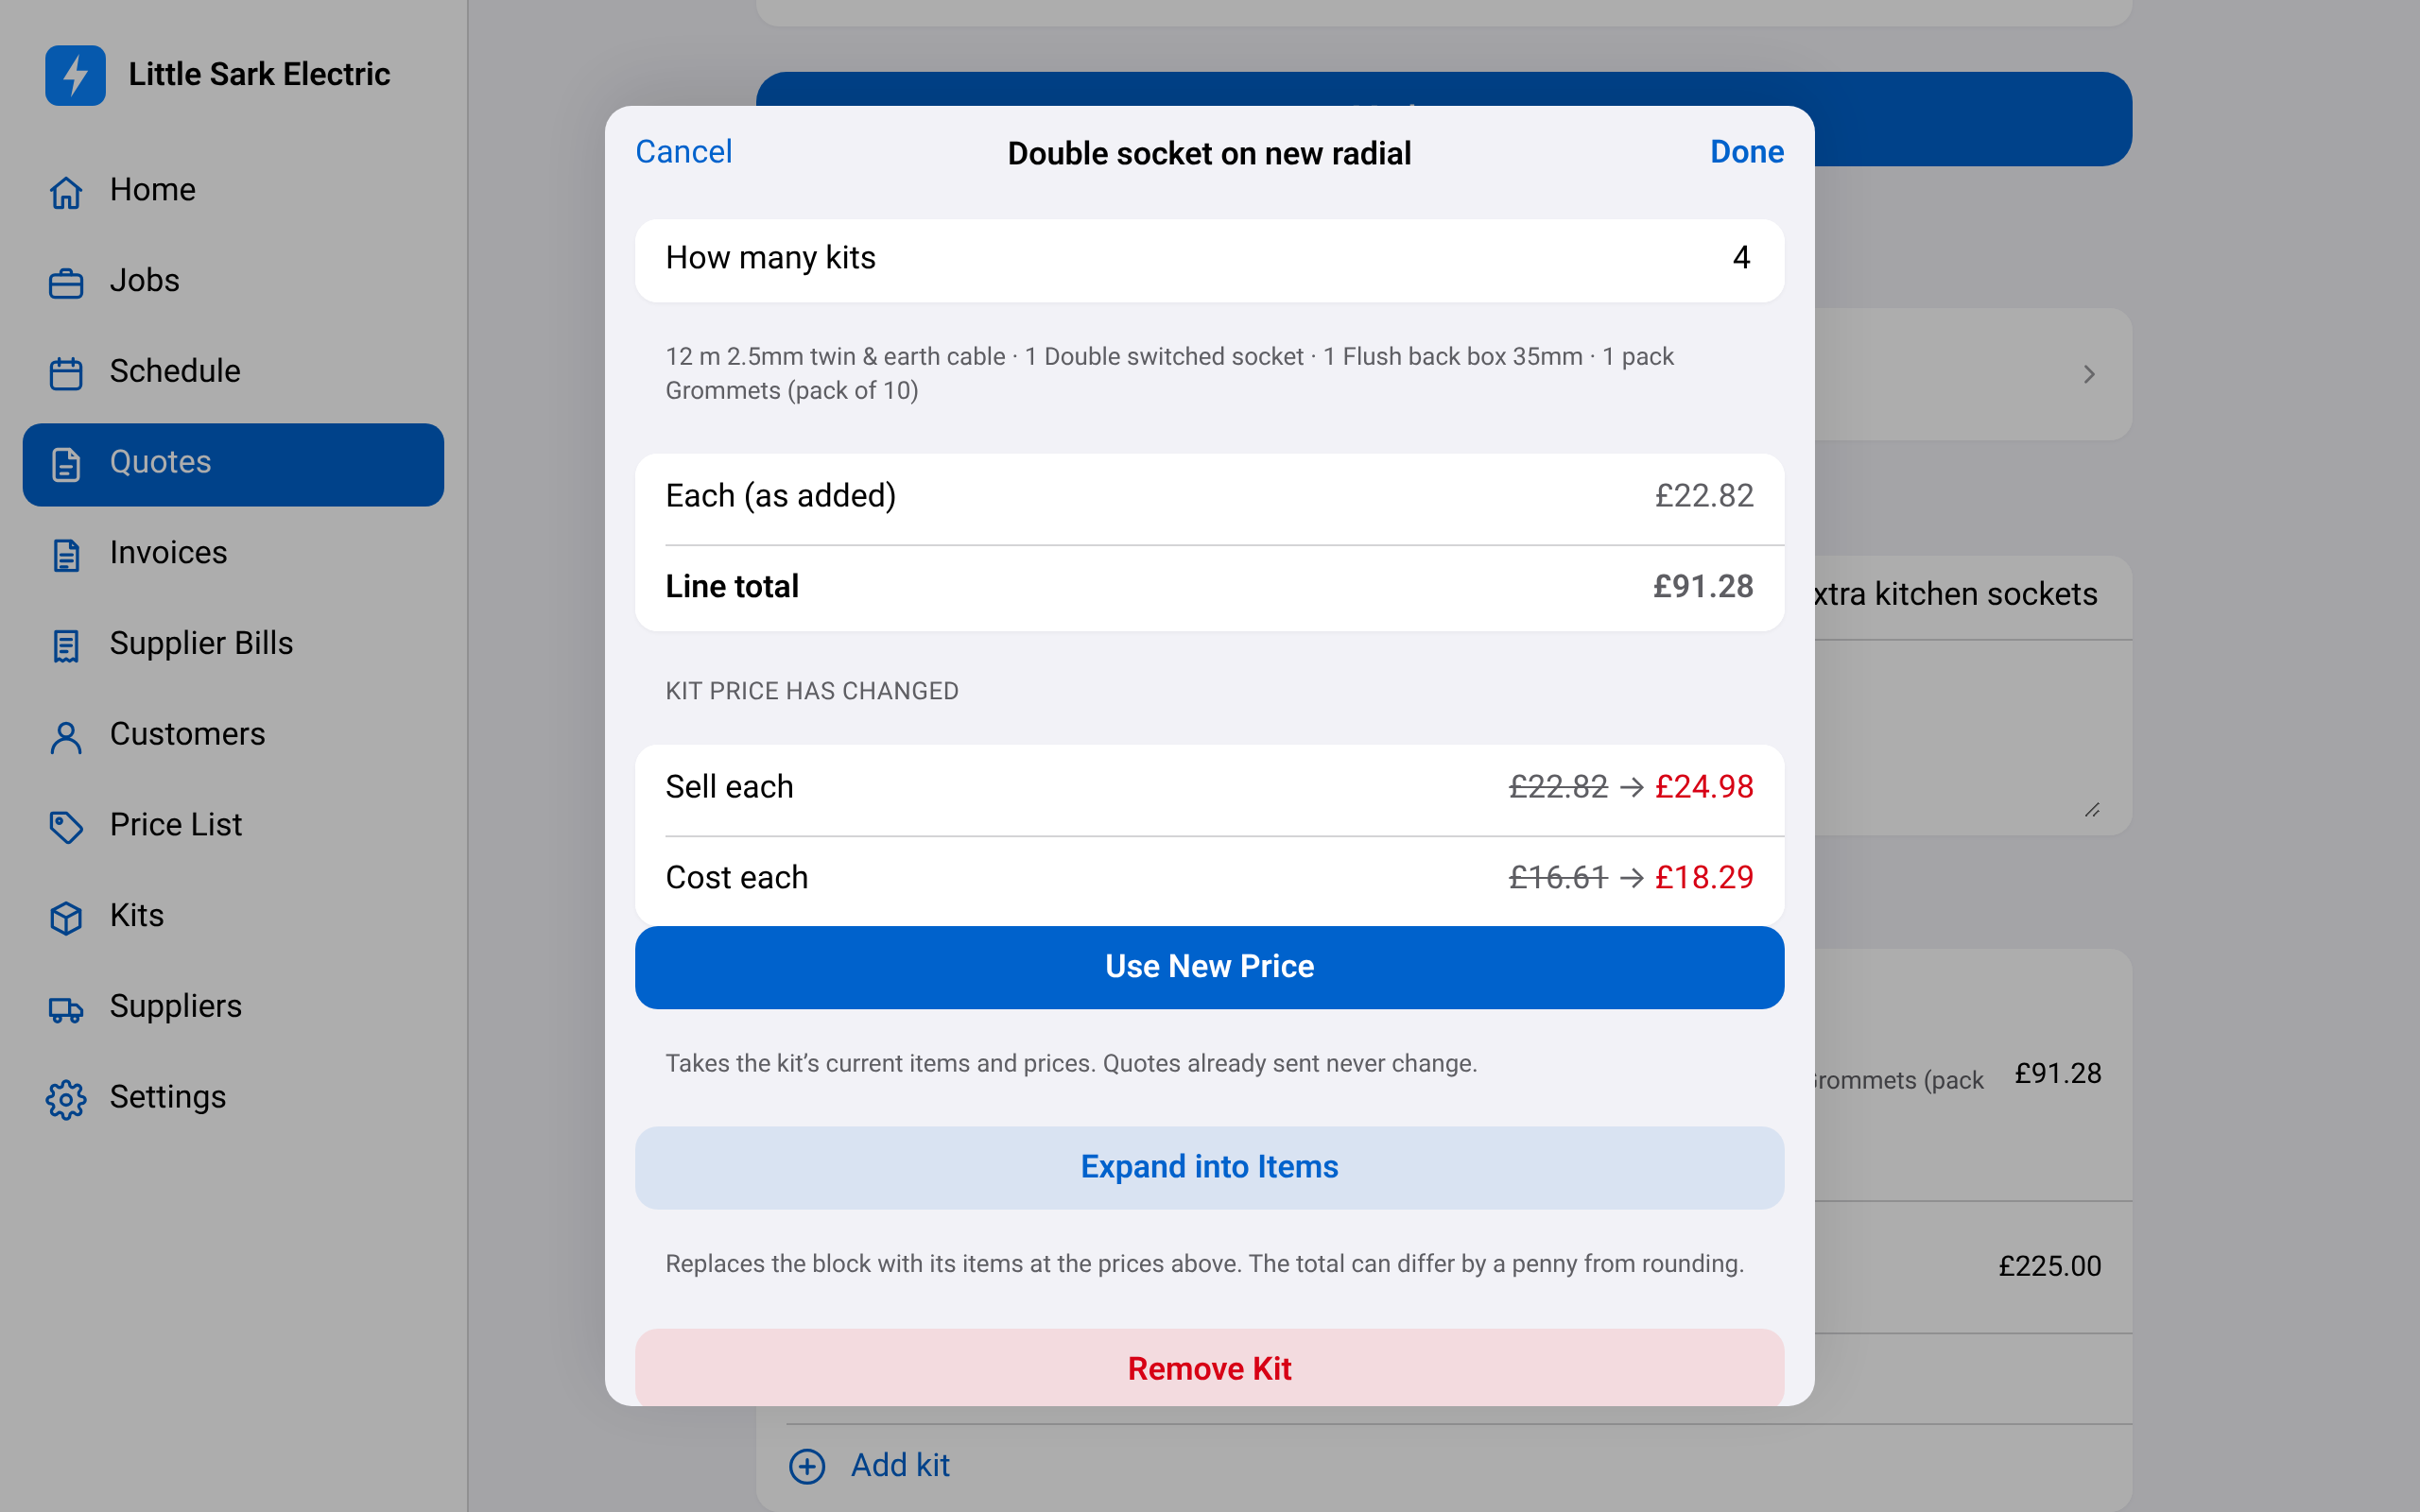 Little Sark Electric
Home
Jobs
Schedule
Quotes
Invoices
Supplier Bills
Customers
Price List
Kits
Suppliers
Settings
Cancel
Double socket on new radial
Done
How many kits
4
12 m 2.5mm twin & earth cable · 1 Double switched socket · 1 Flush back box 35mm · 1 pack
Grommets (pack of 10)
Each (as added)
£22.82
Line total
£91.28
KIT PRICE HAS CHANGED
Sell each
£22.82 → £24.98
Cost each
£16.61 → £18.29
Use New Price
Takes the kit’s current items and prices. Quotes already sent never change.
Expand into Items
Replaces the block with its items at the prices above. The total can differ by a penny from rounding.
Remove Kit
kitchen sockets
(pack
£91.28
£225.00
Add kit